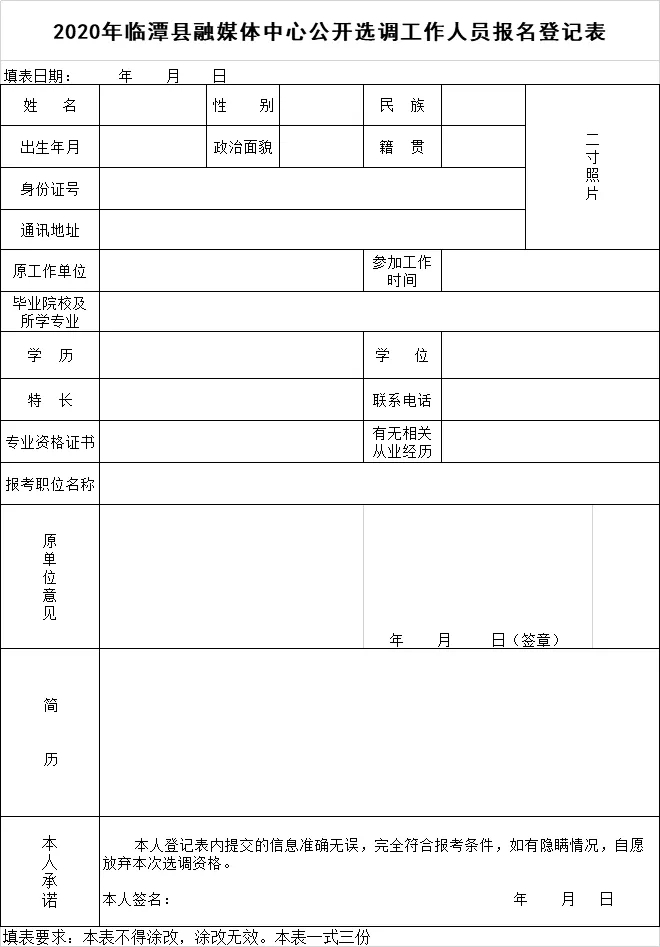 2020年临潭县融媒体中心公开选调工作人员报名登记表
填表日期： 年 月 日
姓 名 性 别 民 族
二寸照片
出生年月 政治面貌 籍 贯
身份证号
通讯地址
原工作单位 参加工作时间
毕业院校及
所学专业
学 历 学 位
特 长 联系电话
专业资格证书 有无相关从业经历
报考职位名称
原单位意见
年 月 日（签章）
简 历
本人承诺
本人登记表内提交的信息准确无误，完全符合报考条件，如有隐瞒情况，自愿
放弃本次选调资格。
本人签名： 年 月 日
填表要求：本表不得涂改，涂改无效。本表一式三份